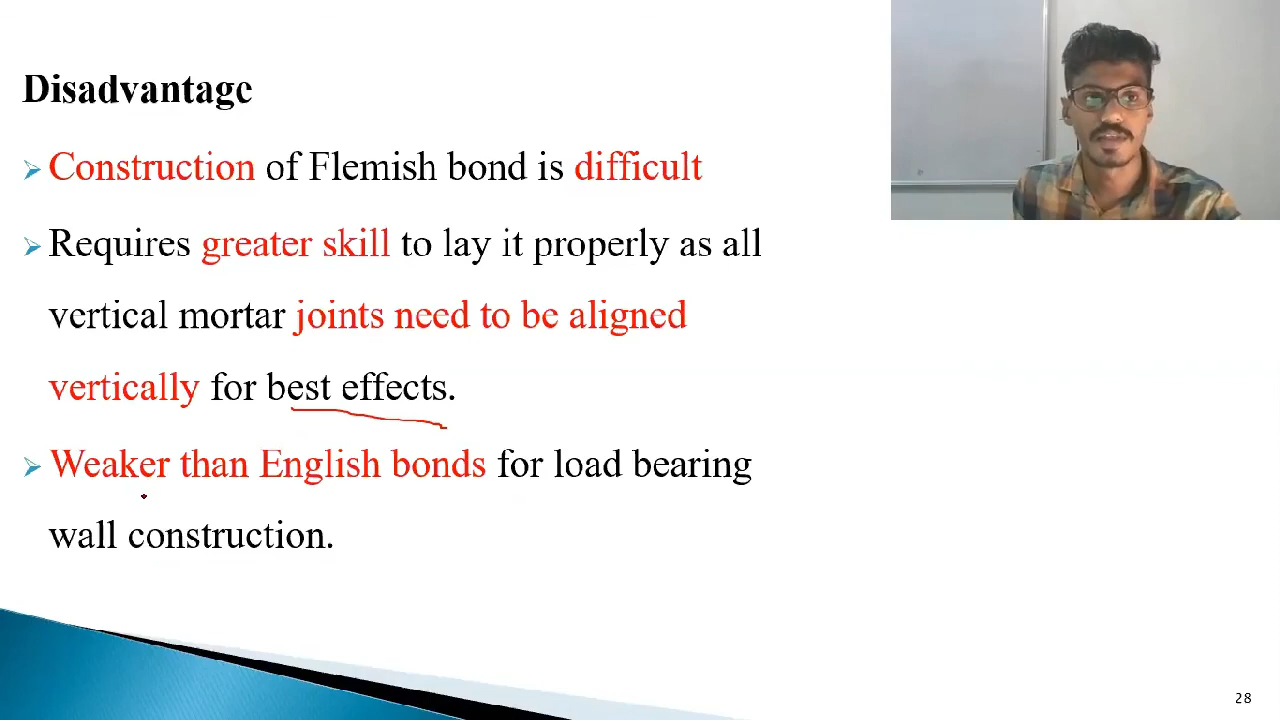 Disadvantage
Construction of Flemish bond is difficult
Requires greater skill to lay it properly as all
vertical mortar joints need to be aligned
vertically for best effects.
Weaker than English bonds for load bearing
wall construction.
28